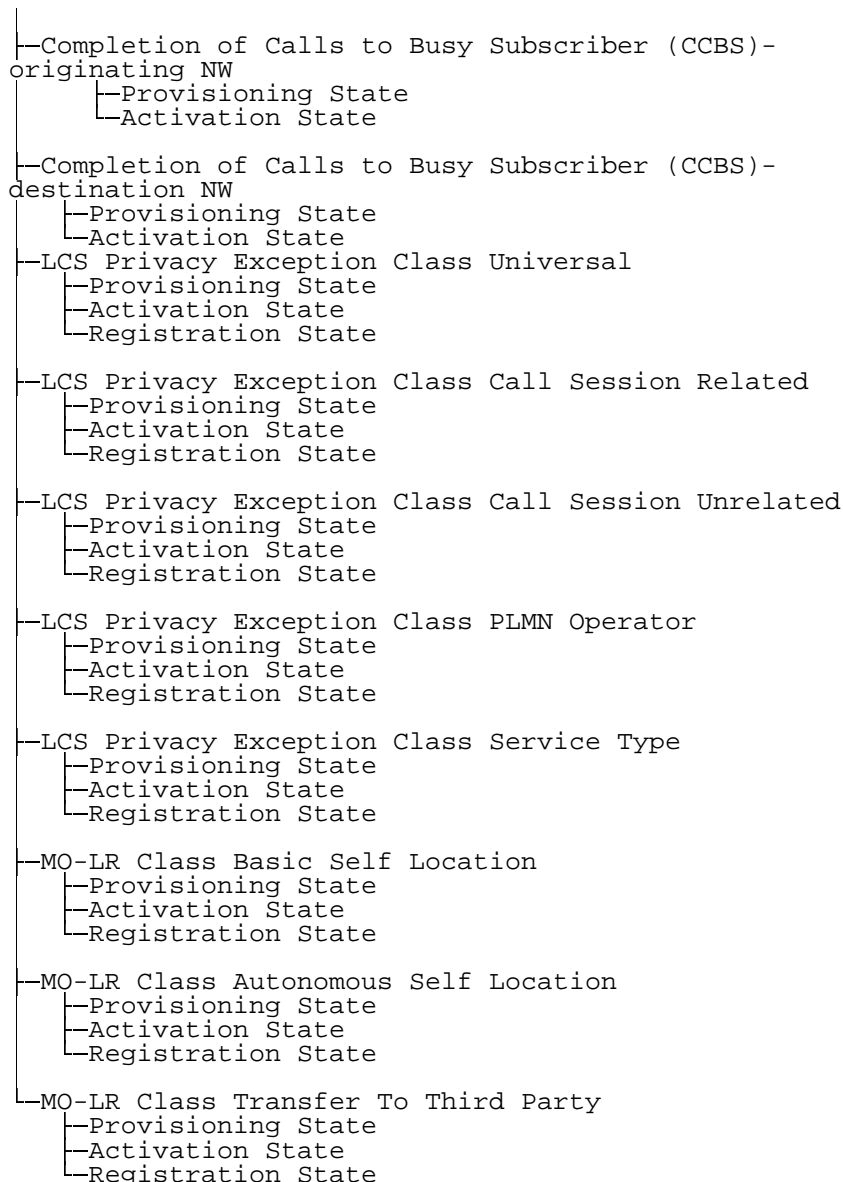 Completion of Calls to Busy Subscriber (CCBS)-
originating NW
Provisioning State
Activation State
Completion of Calls to Busy Subscriber (CCBS)-
destination NW
Provisioning State
Activation State
LCS Privacy Exception Class Universal
Provisioning State
Activation State
Registration State
LCS Privacy Exception Class Call Session Related
Provisioning State
Activation State
Registration State
LCS Privacy Exception Class Call Session Unrelated
Provisioning State
Activation State
Registration State
LCS Privacy Exception Class PLMN Operator
Provisioning State
Activation State
Registration State
LCS Privacy Exception Class Service Type
Provisioning State
Activation State
Registration State
MO-LR Class Basic Self Location
Provisioning State
Activation State
Registration State
MO-LR Class Autonomous Self Location
Provisioning State
Activation State
Registration State
MO-LR Class Transfer To Third Party
Provisioning State
Activation State
Registration State